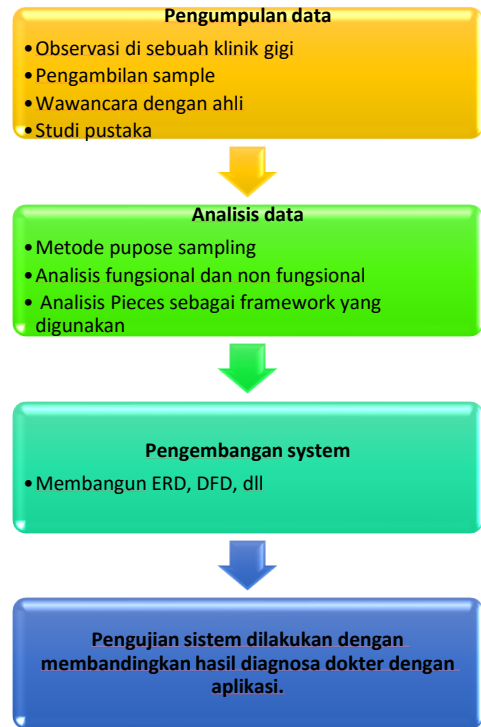 Pengumpulan data
•Observasi di sebuah klinik gigi
•Pengambilan sample
•Wawancara dengan ahli
•Studi pustaka
Analisis data
•Metode pupose sampling
•Analisis fungsional dan non fungsional
• Analisis Pieces sebagai framework yang
digunakan
Pengembangan system
•Membangun ERD, DFD, dll
Pengujian sistem dilakukan dengan
membandingkan hasil diagnosa dokter dengan
aplikasi.